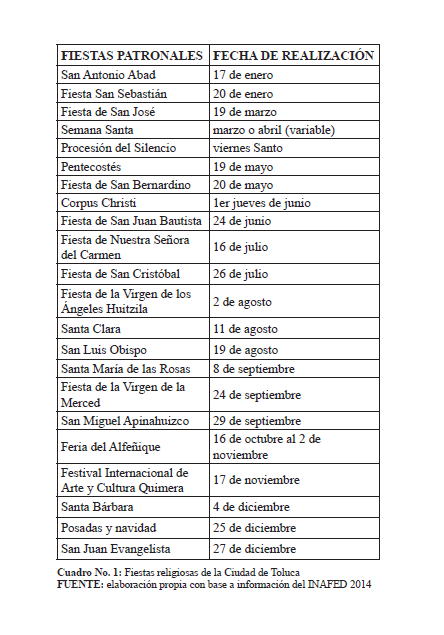 FIESTAS PATRONALES FECHA DE REALIZACIÓN
San Antonio Abad 17 de enero
Fiesta San Sebastián 20 de enero
Fiesta de San José 19 de marzo
Semana Santa marzo o abril (variable)
Procesión del Silencio viernes Santo
Pentecostés 19 de mayo
Fiesta de San Bernardino 20 de mayo
Corpus Christi 1er jueves de junio
Fiesta de San Juan Bautista 24 de junio
Fiesta de Nuestra Señora
del Carmen
16 de julio
Fiesta de San Cristóbal 26 de julio
Fiesta de la Virgen de los
Ángeles Huitzila
2 de agosto
Santa Clara 11 de agosto
San Luis Obispo 19 de agosto
Santa María de las Rosas 8 de septiembre
Fiesta de la Virgen de la
Merced
24 de septiembre
San Miguel Apinahuizco 29 de septiembre
Feria del Alfeñique
16 de octubre al 2 de
noviembre
Festival Internacional de
Arte y Cultura Quimera
17 de noviembre
Santa Bárbara 4 de diciembre
Posadas y navidad 25 de diciembre
San Juan Evangelista 27 de diciembre
Cuadro No. 1: Fiestas religiosas de la Ciudad de Toluca
FUENTE: elaboración propia con base a información del INAFED 2014